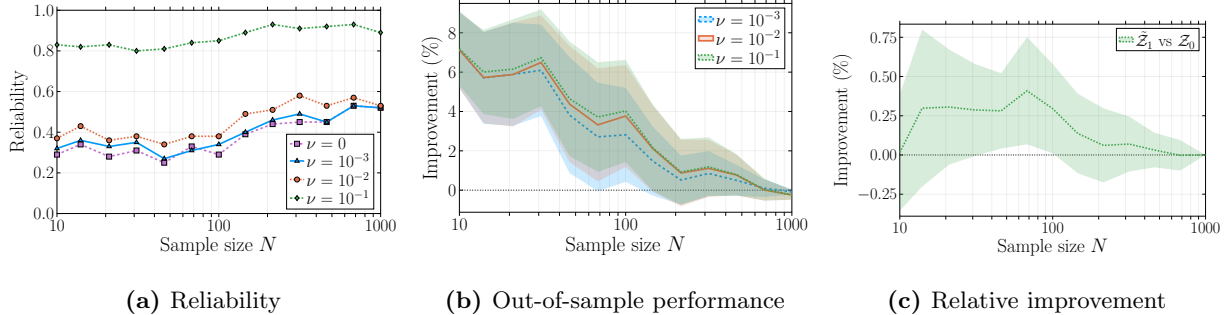 1.0
0.8
0.6
0.4
0.2
0.0
Reliability
10
100
1000
Sample size N
ν = 0
ν = 10⁻³
ν = 10⁻²
ν = 10⁻¹
(a) Reliability
8
6
4
2
0
Improvement (%)
10
100
1000
Sample size N
ν = 10⁻³
ν = 10⁻²
ν = 10⁻¹
(b) Out-of-sample performance
0.75
0.50
0.25
0.00
−0.25
Improvement (%)
10
100
1000
Sample size N
𝒵̃₁ vs 𝒵₀
(c) Relative improvement